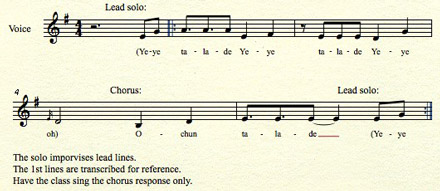 Lead solo:
Voice
(Ye - ye ta - la - de Ye - ye ta - la - de Ye - ye
4
Chorus: Lead solo:
oh) O - chun ta - la - de____ (Ye - ye
The solo imporvises lead lines.
The 1st lines are transcribed for reference.
Have the class sing the chorus response only.